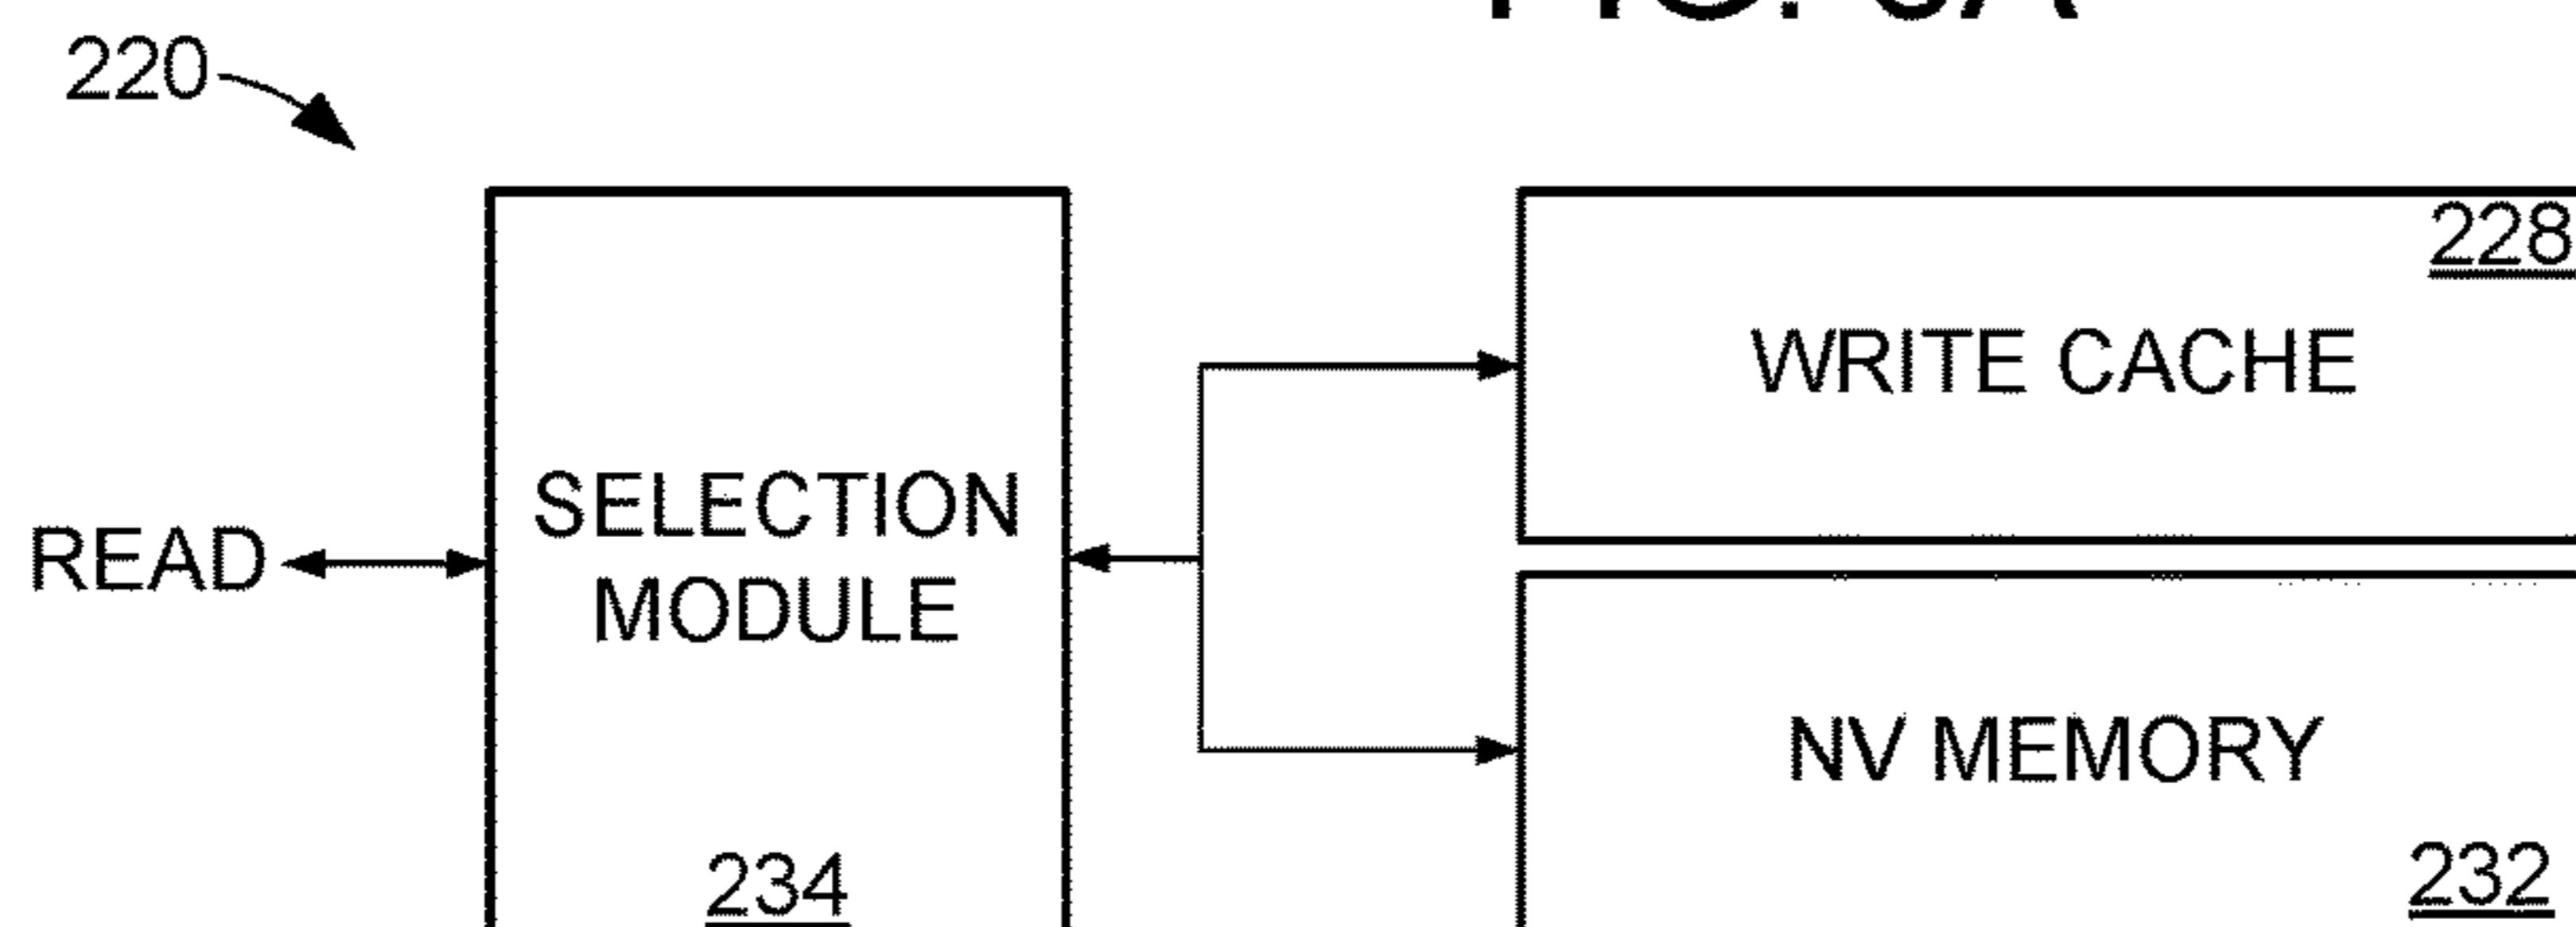 220
228
WRITE CACHE
SELECTION
MODULE
READ
NV MEMORY
234
232